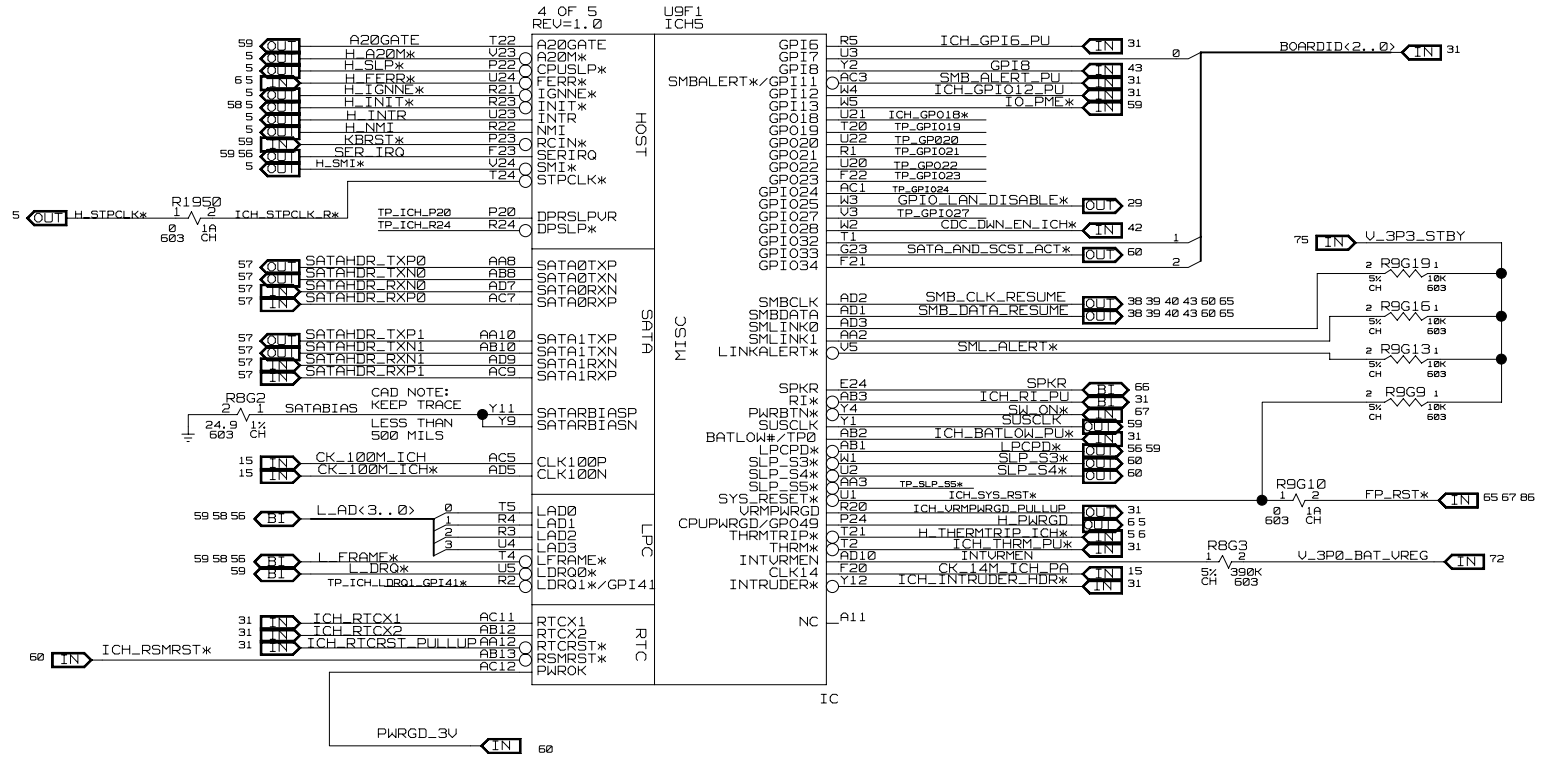 4 OF 5
REV=1.0
U9F1
ICH5
59 OUT A20GATE T22 A20GATE
5 OUT H_A20M* V23 A20M*
5 OUT H_SLP* P22 CPUSLP*
6 5 IN H_FERR* U24 FERR*
5 OUT H_IGNNE* R21 IGNNE*
58 5 OUT H_INIT* R23 INIT*
5 OUT H_INTR U23 INTR
5 OUT H_NMI R22 NMI
59 IN KBRST* P23 RCIN*
59 56 OUT SER_IRQ F23 SERIRQ
5 OUT H_SMI* V24 SMI*
T24 STPCLK*
HOST
R1950
5 OUT H_STPCLK* 1 2 ICH_STPCLK_R*
0 1A
603 CH
TP_ICH_P20 P20 DPRSLPVR
TP_ICH_R24 R24 DPSLP*
57 OUT SATAHDR_TXP0 AA8 SATA0TXP
57 OUT SATAHDR_TXN0 AB8 SATA0TXN
57 IN SATAHDR_RXN0 AD7 SATA0RXN
57 IN SATAHDR_RXP0 AC7 SATA0RXP
57 OUT SATAHDR_TXP1 AA10 SATA1TXP
57 OUT SATAHDR_TXN1 AB10 SATA1TXN
57 IN SATAHDR_RXN1 AD9 SATA1RXN
57 IN SATAHDR_RXP1 AC9 SATA1RXP
SATA
CAD NOTE:
KEEP TRACE
LESS THAN
500 MILS
R8G2
2 1 SATABIAS Y11 SATARBIASP
Y9 SATARBIASN
24.9 1%
603 CH
15 IN CK_100M_ICH AC5 CLK100P
15 IN CK_100M_ICH* AD5 CLK100N
59 58 56 BI L_AD<3..0>
0 T5 LAD0
1 R4 LAD1
2 R3 LAD2
3 U4 LAD3
59 58 56 BI L_FRAME* T4 LFRAME*
59 BI L_DRQ* U5 LDRQ0*
TP_ICH_LDRQ1_GPI41* R2 LDRQ1*/GPI41
LPC
31 IN ICH_RTCX1 AC11 RTCX1
31 IN ICH_RTCX2 AB12 RTCX2
31 IN ICH_RTCRST_PULLUP AA12 RTCRST*
60 IN ICH_RSMRST* AB13 RSMRST*
AC12 PWROK
RTC
PWRGD_3V IN 60
MISC
GPI6 R5 ICH_GPI6_PU IN 31
GPI7 U3 0 BOARDID<2..0> IN 31
GPI8 Y2 GPI8 IN 43
SMBALERT*/GPI11 AC3 SMB_ALERT_PU IN 31
GPI12 W4 ICH_GPIO12_PU IN 31
GPI13 W5 IO_PME* IN 59
GPO18 U21 ICH_GPO18*
GPO19 T20 TP_GPIO19
GPO20 U22 TP_GP020
GPO21 R1 TP_GPIO21
GPO22 U20 TP_GPO22
GPO23 F22 TP_GPIO23
GPIO24 AC1 TP_GPIO24
GPIO25 W3 GPIO_LAN_DISABLE* OUT 29
GPIO27 V3 TP_GPIO27
GPIO28 W2 CDC_DWN_EN_ICH* IN 42
GPIO32 T1 1
GPIO33 G23 SATA_AND_SCSI_ACT* OUT 60
GPIO34 F21 2
75 IN V_3P3_STBY
2 R9G19 1
5% 10K
CH 603
SMBCLK AD2 SMB_CLK_RESUME OUT 38 39 40 43 60 65
SMBDATA AD1 SMB_DATA_RESUME OUT 38 39 40 43 60 65
SMLINK0 AD3
SMLINK1 AA2
LINKALERT* V5 SML_ALERT*
2 R9G16 1
5% 10K
CH 603
2 R9G13 1
5% 10K
CH 603
2 R9G9 1
5% 10K
CH 603
SPKR E24 SPKR BI 66
RI* AB3 ICH_RI_PU BI 31
PWRBTN* Y4 SW_ON* IN 67
SUSCLK Y1 SUSCLK OUT 59
BATLOW#/TP0 AB2 ICH_BATLOW_PU* IN 31
LPCPD* AB1 LPCPD* OUT 56 59
SLP_S3* W1 SLP_S3* OUT 60
SLP_S4* U2 SLP_S4* OUT 60
SLP_S5* AA3 TP_SLP_S5*
SYS_RESET* U1 ICH_SYS_RST*
R9G10
1 2 FP_RST* IN 65 67 86
0 1A
603 CH
VRMPWRGD R20 ICH_VRMPWRGD_PULLUP OUT 31
CPUPWRGD/GPO49 P24 H_PWRGD OUT 6 5
THRMTRIP* T21 H_THERMTRIP_ICH* IN 5 6
THRM* T2 ICH_THRM_PU* IN 31
INTVRMEN AD10 INTVRMEN
R8G3
1 2 V_3P0_BAT_VREG IN 72
5% 390K
CH 603
CLK14 F20 CK_14M_ICH_PA IN 15
INTRUDER* Y12 ICH_INTRUDER_HDR* IN 31
NC A11
IC